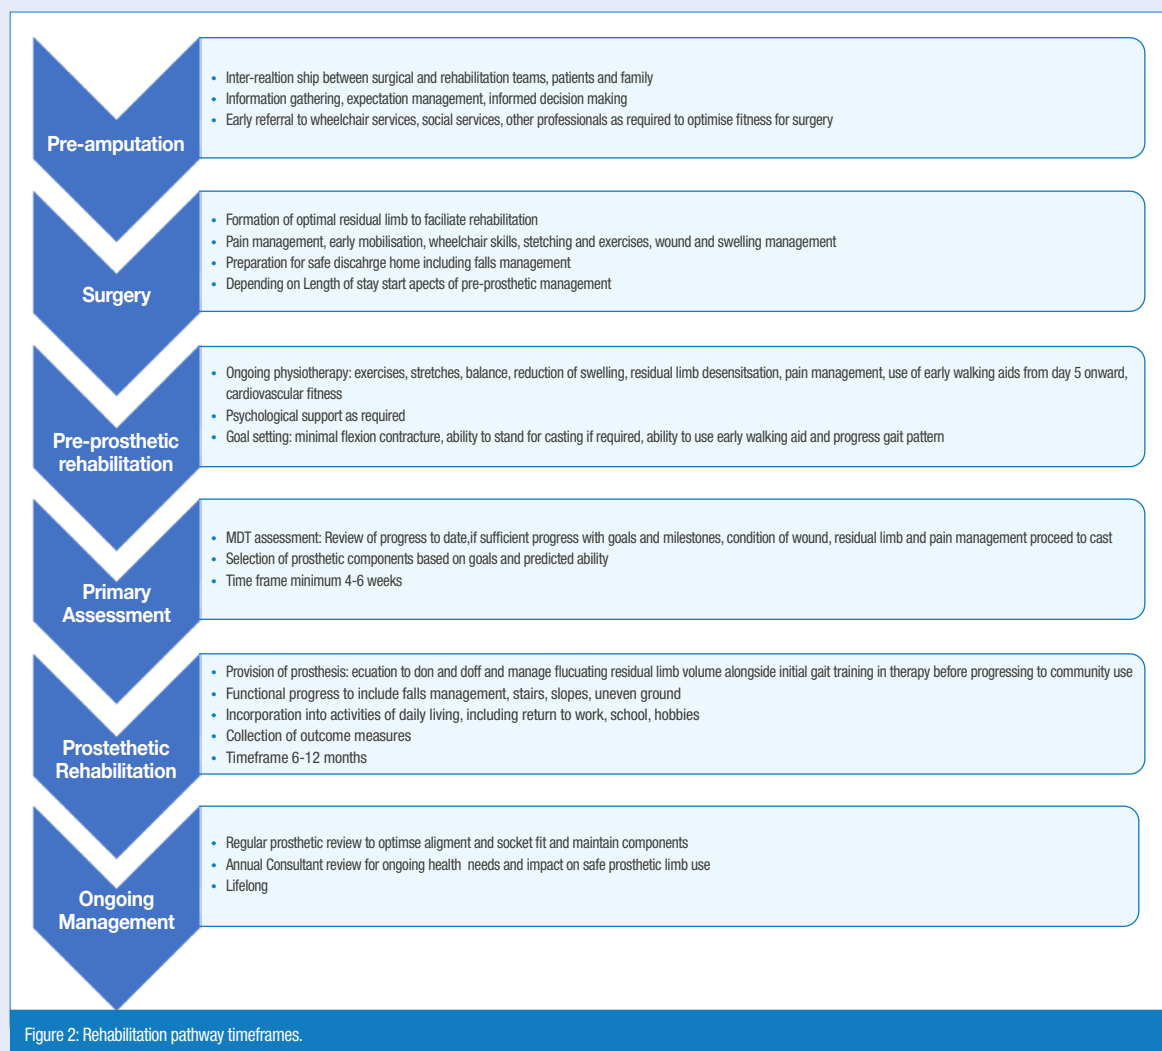 Pre-amputation
• Inter-realtion ship between surgical and rehabilitation teams, patients and family
• Information gathering, expectation management, informed decision making
• Early referral to wheelchair services, social services, other professionals as required to optimise fitness for surgery
Surgery
• Formation of optimal residual limb to faciliate rehabilitation
• Pain management, early mobilisation, wheelchair skills, stetching and exercises, wound and swelling management
• Preparation for safe discahrge home including falls management
• Depending on Length of stay start apects of pre-prosthetic management
Pre-prosthetic
rehabilitation
• Ongoing physiotherapy: exercises, stretches, balance, reduction of swelling, residual limb desensitsation, pain management, use of early walking aids from day 5 onward,
cardiovascular fitness
• Psychological support as required
• Goal setting: minimal flexion contracture, ability to stand for casting if required, ability to use early walking aid and progress gait pattern
Primary
Assessment
• MDT assessment: Review of progress to date,if sufficient progress with goals and milestones, condition of wound, residual limb and pain management proceed to cast
• Selection of prosthetic components based on goals and predicted ability
• Time frame minimum 4-6 weeks
Prostethetic
Rehabilitation
• Provision of prosthesis: ecuation to don and doff and manage flucuating residual limb volume alongside initial gait training in therapy before progressing to community use
• Functional progress to include falls management, stairs, slopes, uneven ground
• Incorporation into activities of daily living, including return to work, school, hobbies
• Collection of outcome measures
• Timeframe 6-12 months
Ongoing
Management
• Regular prosthetic review to optimse aligment and socket fit and maintain components
• Annual Consultant review for ongoing health needs and impact on safe prosthetic limb use
• Lifelong
Figure 2: Rehabilitation pathway timeframes.